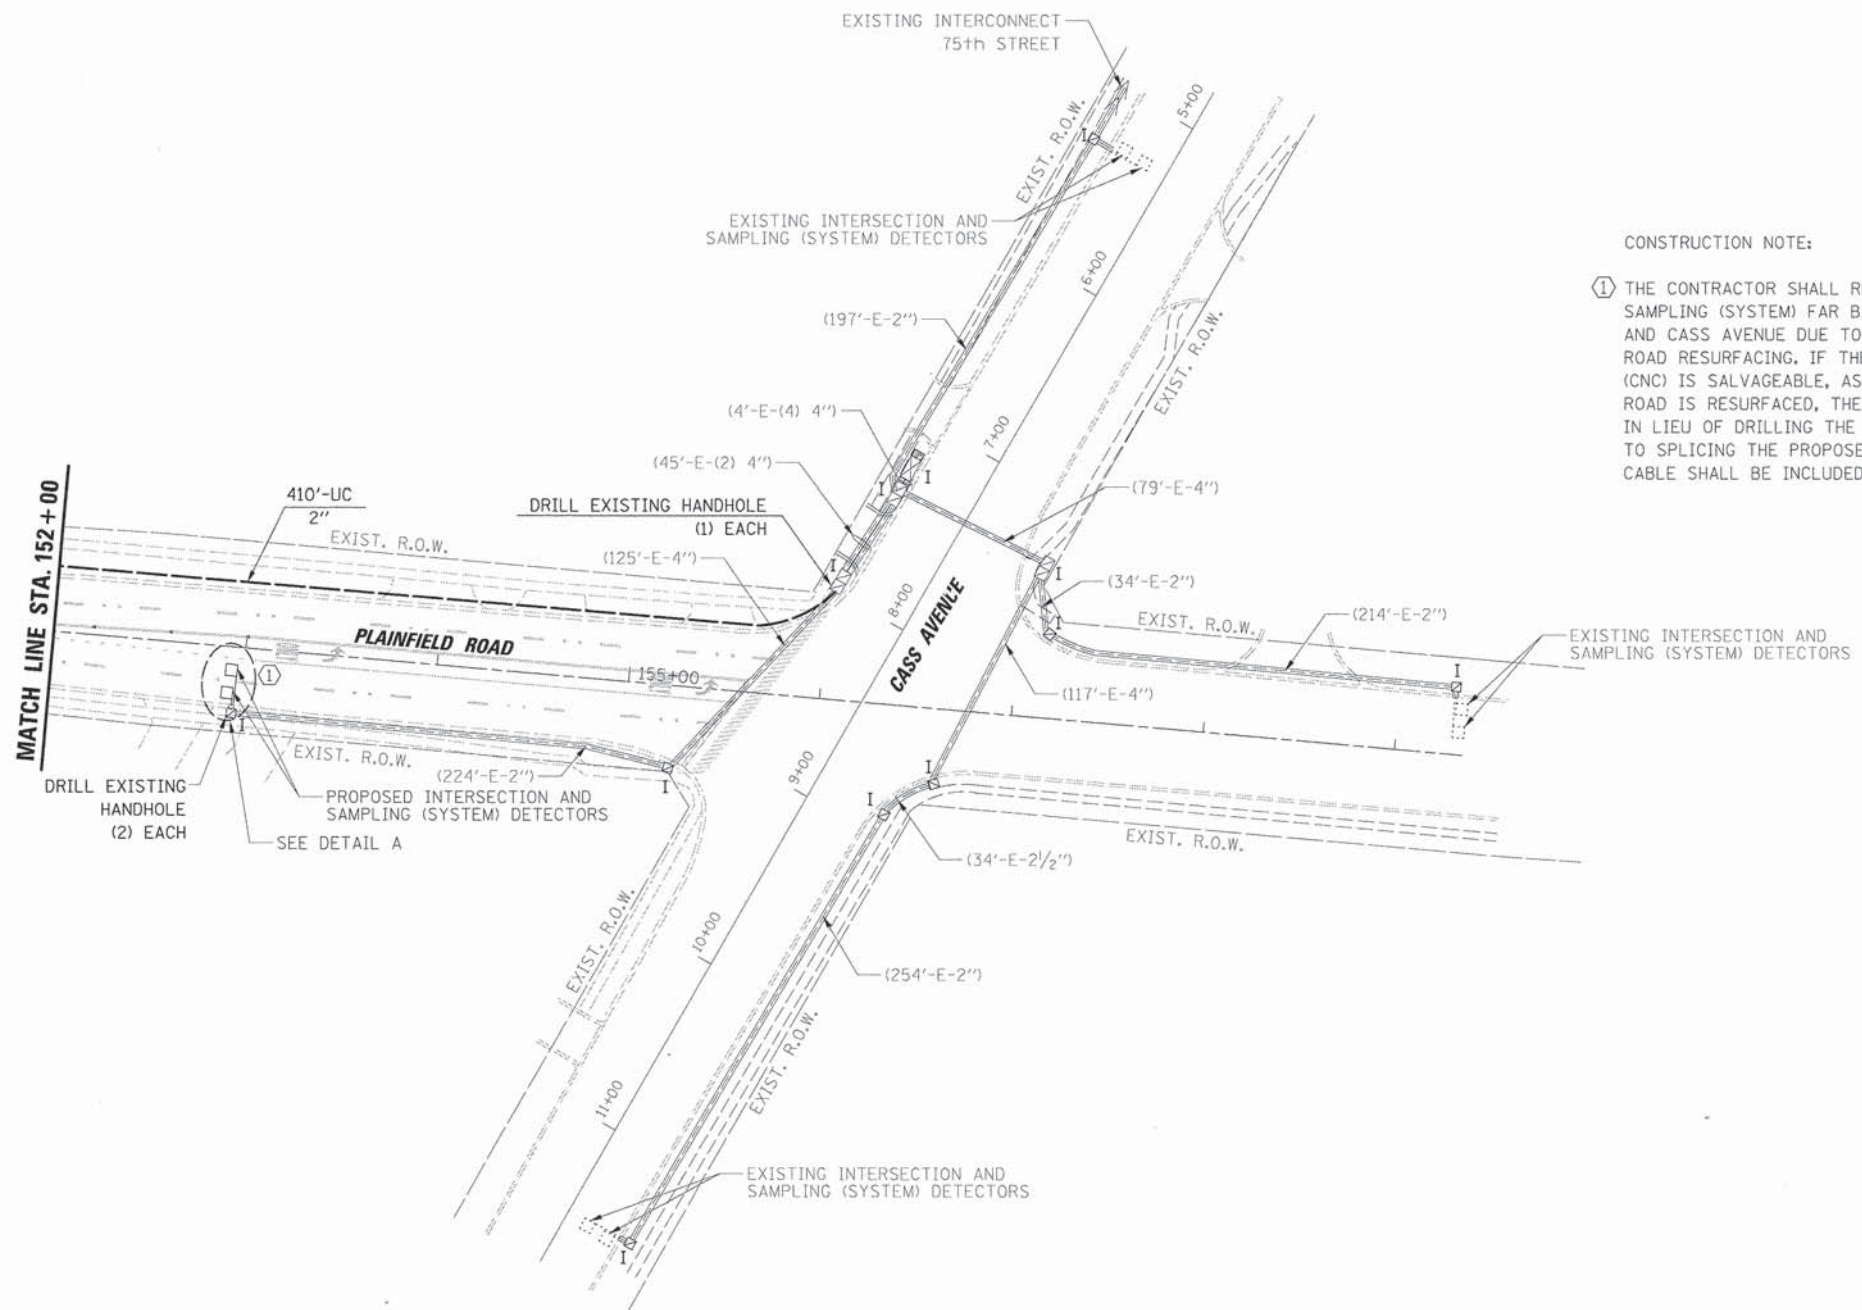 EXISTING INTERCONNECT
75th STREET
5+00
I
EXIST. R.O.W.
EXISTING INTERSECTION AND
SAMPLING (SYSTEM) DETECTORS
6+00
CONSTRUCTION NOTE:
1 THE CONTRACTOR SHALL R
SAMPLING (SYSTEM) FAR B
AND CASS AVENUE DUE TO
ROAD RESURFACING. IF THE
(CNC) IS SALVAGEABLE, AS
ROAD IS RESURFACED, THE
IN LIEU OF DRILLING THE
TO SPLICING THE PROPOSE
CABLE SHALL BE INCLUDED
(197'-E-2")
EXIST. R.O.W.
(4'-E-(4) 4")
7+00
(45'-E-(2) 4")
I
I
(79'-E-4")
MATCH LINE STA. 152+00
410'-UC
2"
DRILL EXISTING HANDHOLE
(1) EACH
EXIST. R.O.W.
(125'-E-4")
I
I
(34'-E-2")
8+00
CASS AVENUE
(214'-E-2")
I
EXIST. R.O.W.
EXISTING INTERSECTION AND
SAMPLING (SYSTEM) DETECTORS
PLAINFIELD ROAD
1
155+00
I
(117'-E-4")
I
EXIST. R.O.W.
(224'-E-2")
I
9+00
I
I
DRILL EXISTING
HANDHOLE
(2) EACH
PROPOSED INTERSECTION AND
SAMPLING (SYSTEM) DETECTORS
SEE DETAIL A
EXIST. R.O.W.
(34'-E-2½")
EXIST. R.O.W.
10+00
(254'-E-2")
EXIST. R.O.W.
11+00
EXISTING INTERSECTION AND
SAMPLING (SYSTEM) DETECTORS
I